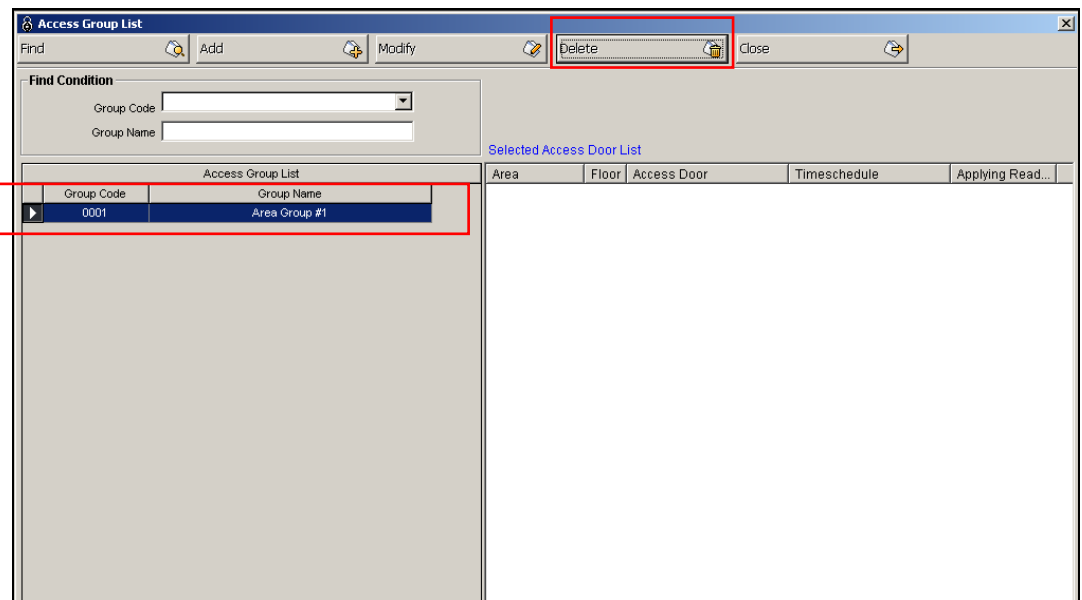 Access Group List
Find Add Modify Delete Close
Find Condition
Group Code
Group Name
Selected Access Door List
Access Group List
Area Floor Access Door Timeschedule Applying Read...
Group Code Group Name
0001 Area Group #1